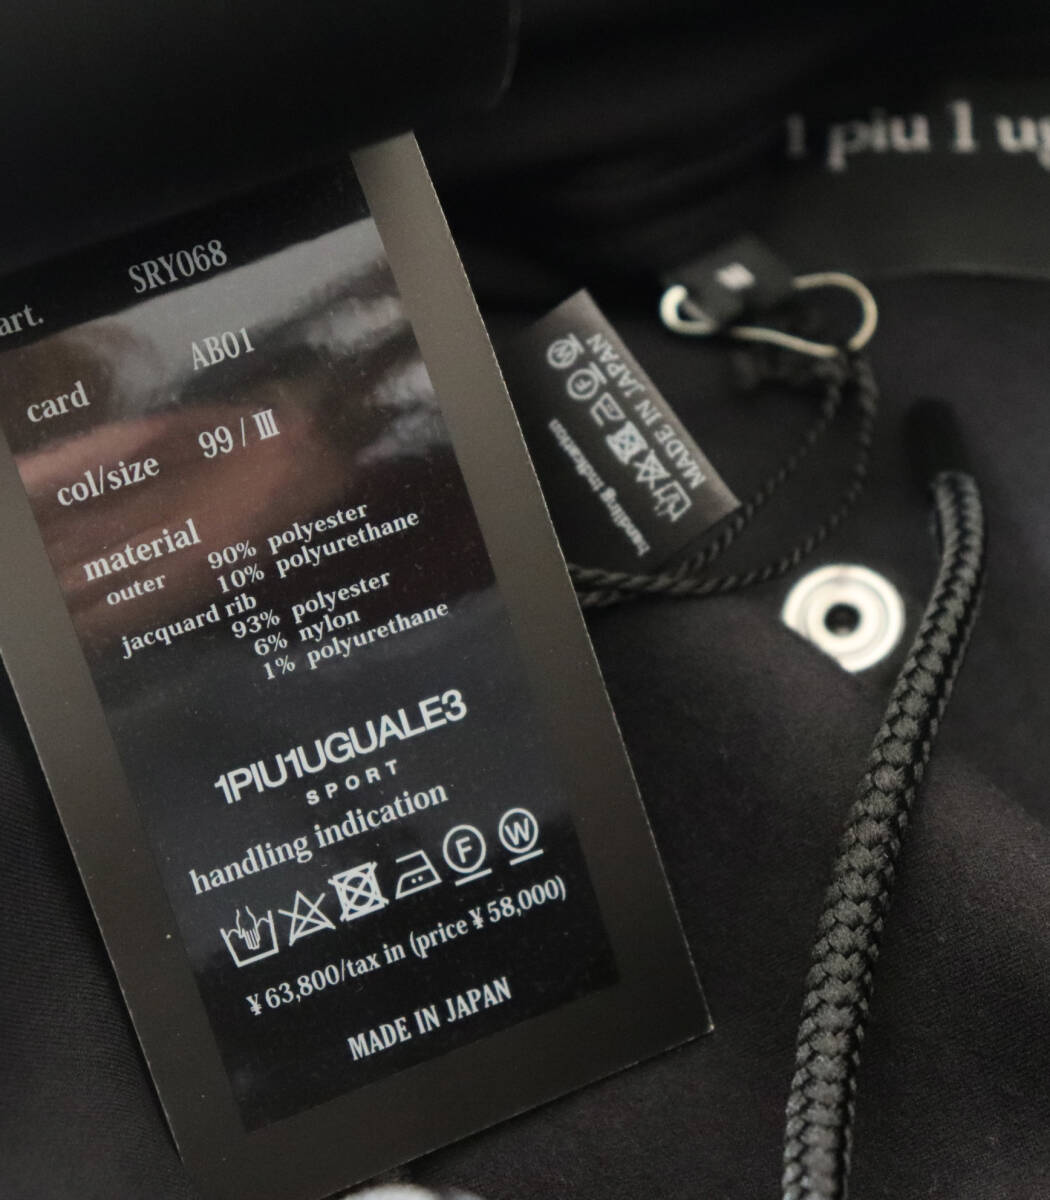 1 piu 1 ug
art. SRY068
card AB01
col/size 99 / III
material
outer 90% polyester
10% polyurethane
jacquard rib
93% polyester
6% nylon
1% polyurethane
1PIU1UGUALE3
SPORT
handling indication
F W
¥63,800/tax in (price ¥58,000)
MADE IN JAPAN
handling indication
W F
MADE IN JAPAN
III